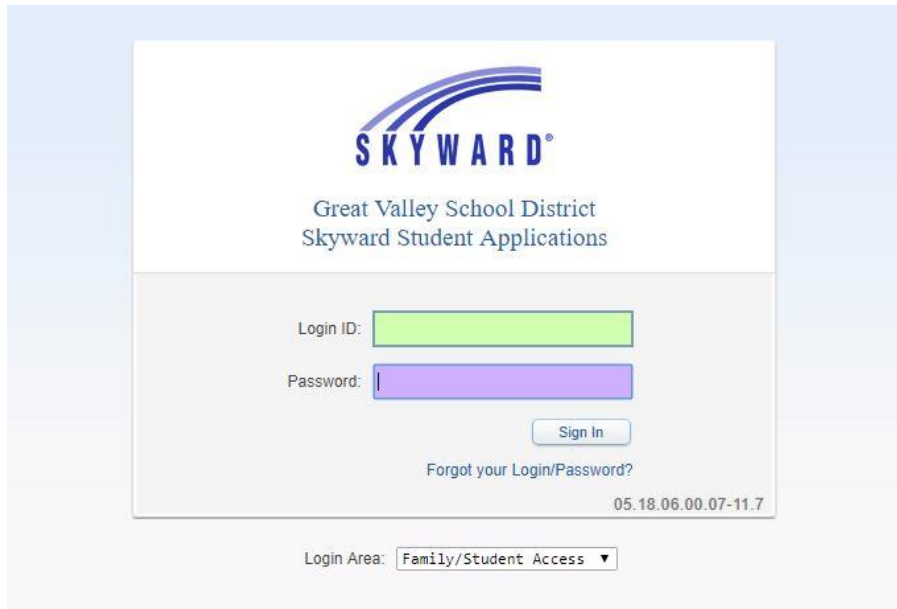 SKYWARD®
Great Valley School District
Skyward Student Applications
Login ID:
Password:
Sign In
Forgot your Login/Password?
05.18.06.00.07-11.7
Login Area: Family/Student Access ▼